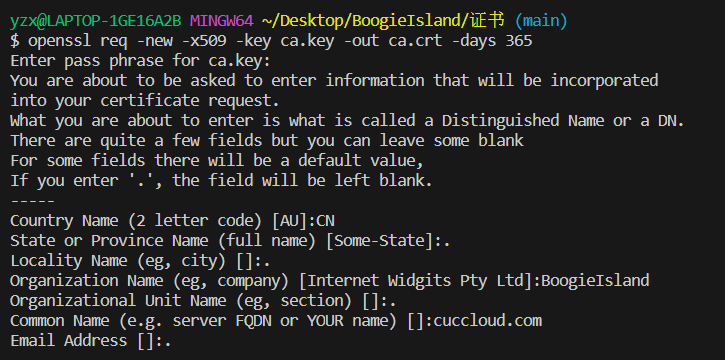 yzx@LAPTOP-1GE16A2B MINGW64 ~/Desktop/BoogieIsland/证书 (main)
$ openssl req -new -x509 -key ca.key -out ca.crt -days 365
Enter pass phrase for ca.key:
You are about to be asked to enter information that will be incorporated
into your certificate request.
What you are about to enter is what is called a Distinguished Name or a DN.
There are quite a few fields but you can leave some blank
For some fields there will be a default value,
If you enter '.', the field will be left blank.
-----
Country Name (2 letter code) [AU]:CN
State or Province Name (full name) [Some-State]:.
Locality Name (eg, city) []:.
Organization Name (eg, company) [Internet Widgits Pty Ltd]:BoogieIsland
Organizational Unit Name (eg, section) []:.
Common Name (e.g. server FQDN or YOUR name) []:cuccloud.com
Email Address []:.